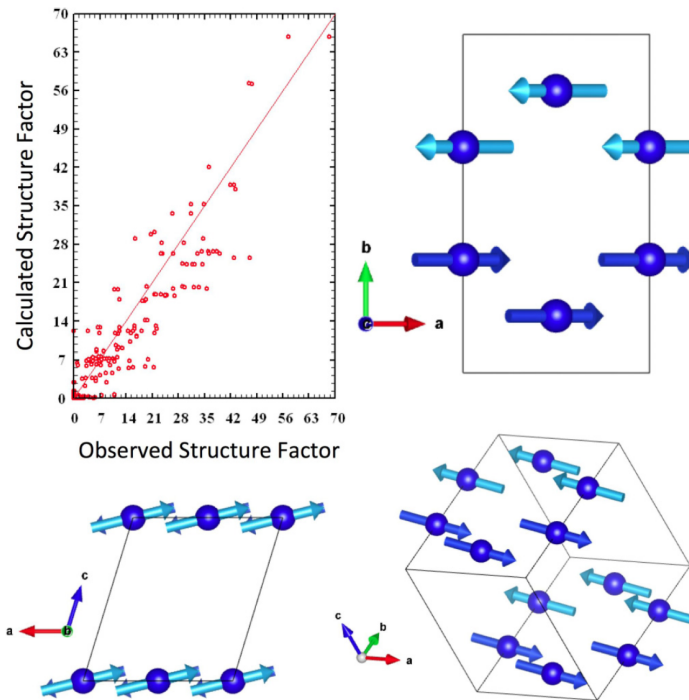 70
63
56
49
42
35
28
21
14
7
0
Calculated Structure Factor
0 7 14 21 28 35 42 49 56 63 70
Observed Structure Factor
b
c a
c
a b
c b
a